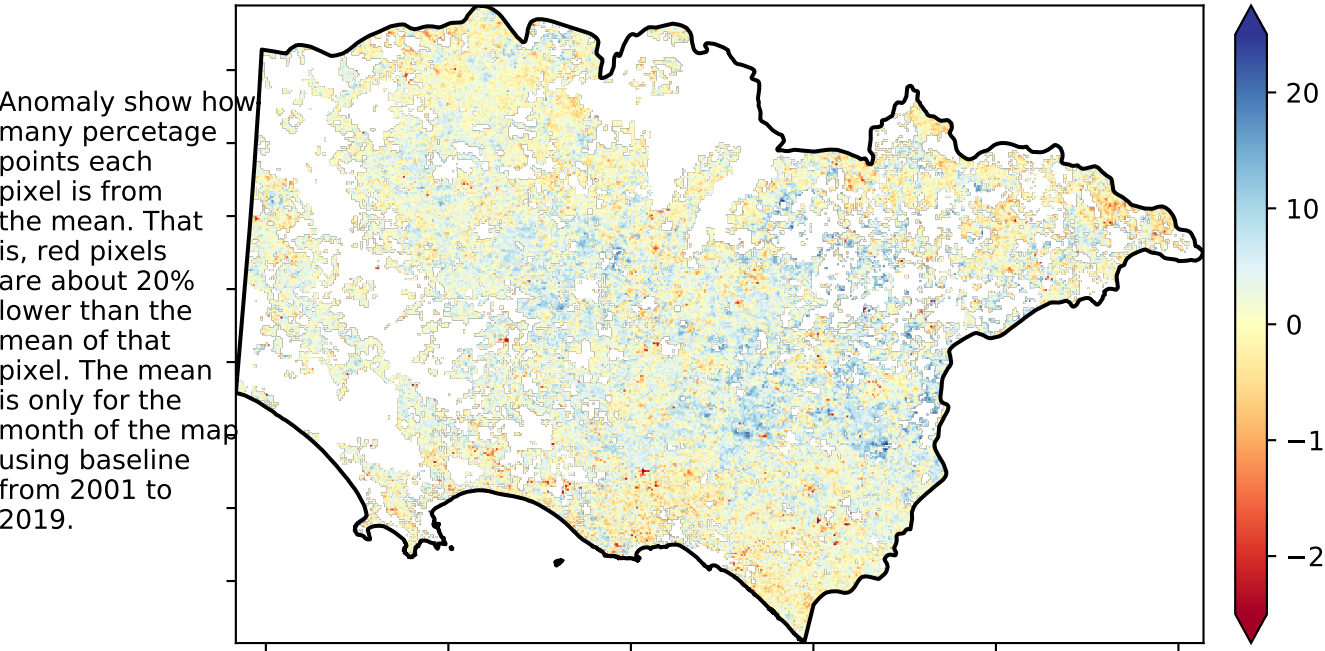 Anomaly show how
many percetage
points each
pixel is from
the mean. That
is, red pixels
are about 20%
lower than the
mean of that
pixel. The mean
is only for the
month of the map
using baseline
from 2001 to
2019.
20
10
0
−1
−2